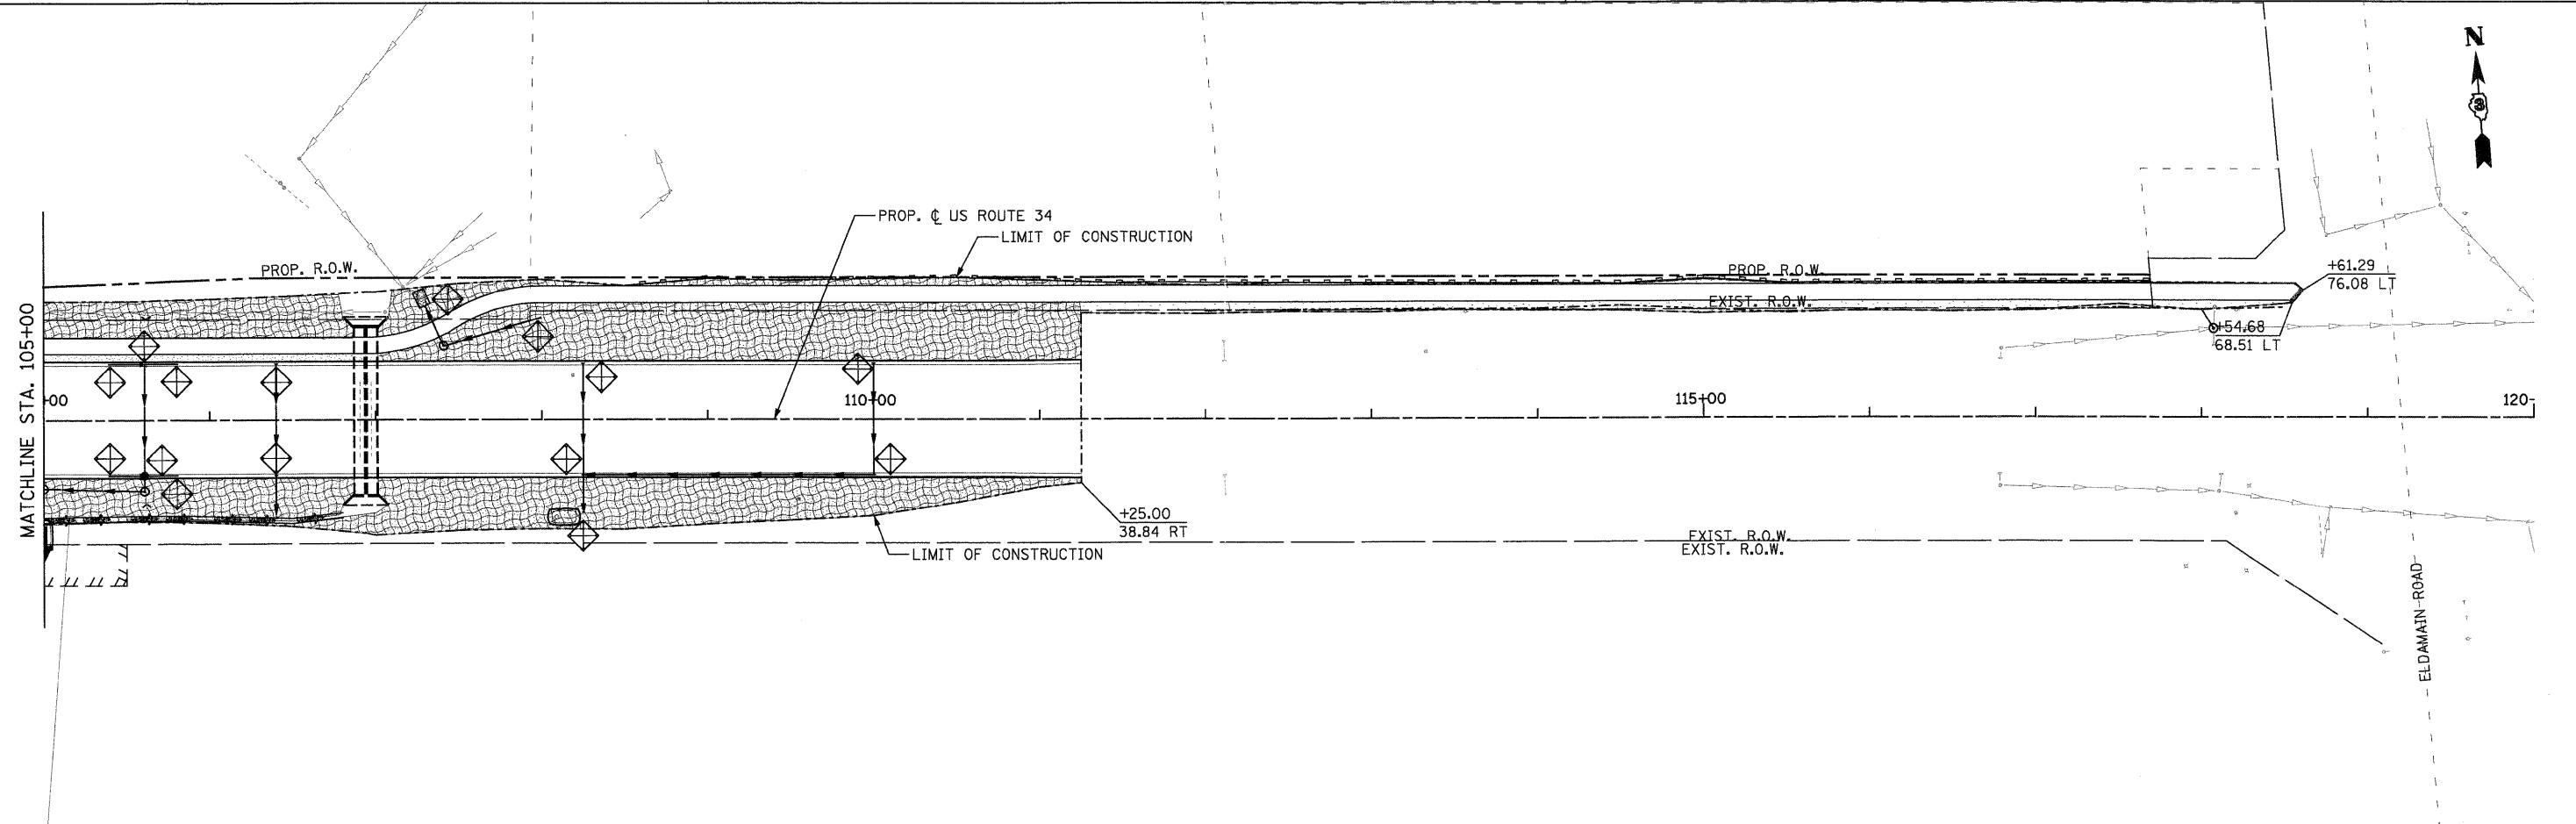 N
PROP. ℄ US ROUTE 34
LIMIT OF CONSTRUCTION
PROP. R.O.W.
PROP. R.O.W.
+61.29
76.08 LT
EXIST. R.O.W.
+54.68
68.51 LT
MATCHLINE STA. 105+00
+00
110+00
115+00
120-
+25.00
38.84 RT
EXIST. R.O.W.
EXIST. R.O.W.
LIMIT OF CONSTRUCTION
ELDAMAIN ROAD